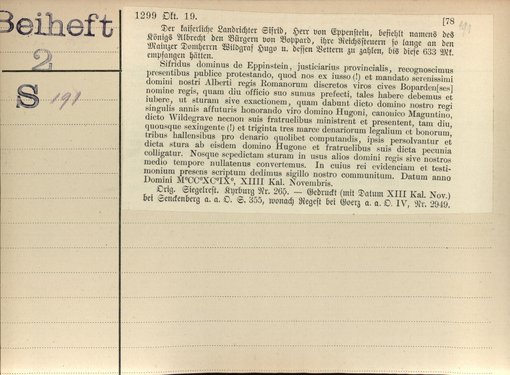 Beiheft
2
S 191
1299 Okt. 19.
[78
Der kaiserliche Landrichter Sifrid, Herr von Eppenstein, befiehlt namens des
Königs Albrecht den Bürgern von Boppard, ihre Reichssteuern so lange an den
Mainzer Domherrn Wildgraf Hugo u. dessen Vettern zu zahlen, bis diese 633 Mk.
empfangen hätten.
Sifridus dominus de Eppinstein, justiciarius provincialis, recognoscimus
presentibus publice protestando, quod nos ex iusso (!) et mandato serenissimi
domini nostri Alberti regis Romanorum discretos viros cives Boparden[ses]
nomine regis, quam diu officio suo sumus prefecti, tales habere debemus et
iubere, ut sturam sive exactionem, quam dabunt dicto domino nostro regi
singulis annis affuturis honorando viro domino Hugoni, canonico Maguntino,
dicto Wildegrave necnon suis fratruelibus ministrent et presentent, tam diu,
quousque sexingente (!) et triginta tres marce denariorum legalium et bonorum,
tribus hallensibus pro denario quolibet computandis, ipsis persolvantur et
dicta stura ab eisdem domino Hugone et fratruelibus suis dicta pecunia
colligatur. Nosque sepedictam sturam in usus alios domini regis sive nostros
medio tempore nullatenus convertemus. In cuius rei evidenciam et testi-
monium presens scriptum dedimus sigillo nostro communitum. Datum anno
Domini MºCCºXCºIXº, XIIII Kal. Novembris.
Orig. Siegelrest. Kyrburg Nr. 265. — Gedruckt (mit Datum XIII Kal. Nov.)
bei Senckenberg a. a. O. S. 355, wonach Regest bei Goerz a. a. O. IV, Nr. 2949.